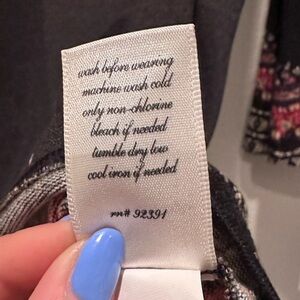 wash before wearing
machine wash cold
only non-chlorine
bleach if needed
tumble dry low
cool iron if needed
rn# 92391